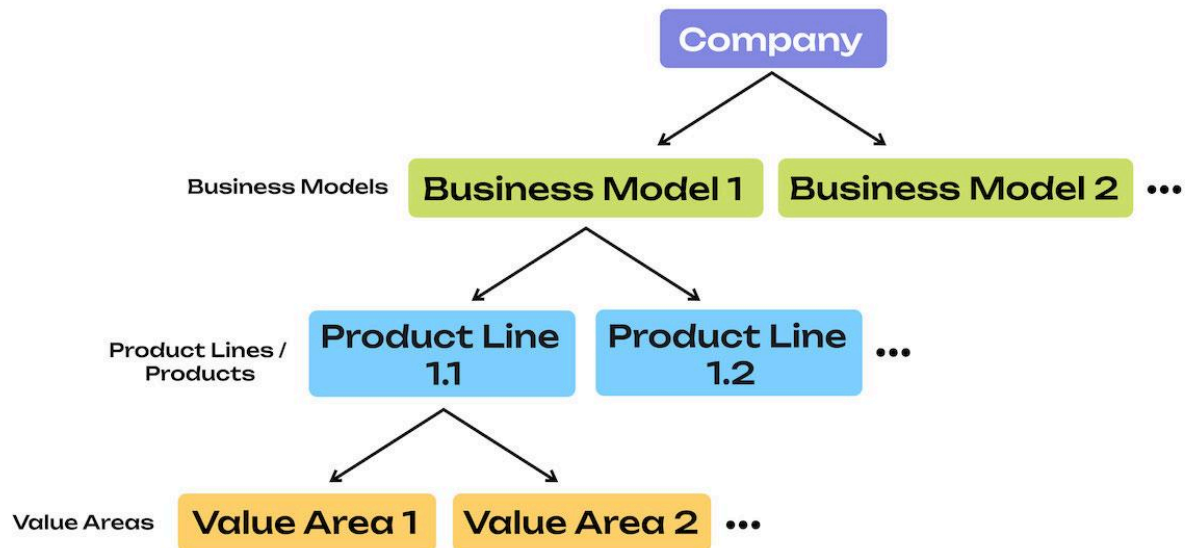 Company
Business Models
Business Model 1
Business Model 2
•••
Product Lines /
Products
Product Line
1.1
Product Line
1.2
•••
Value Areas
Value Area 1
Value Area 2
•••